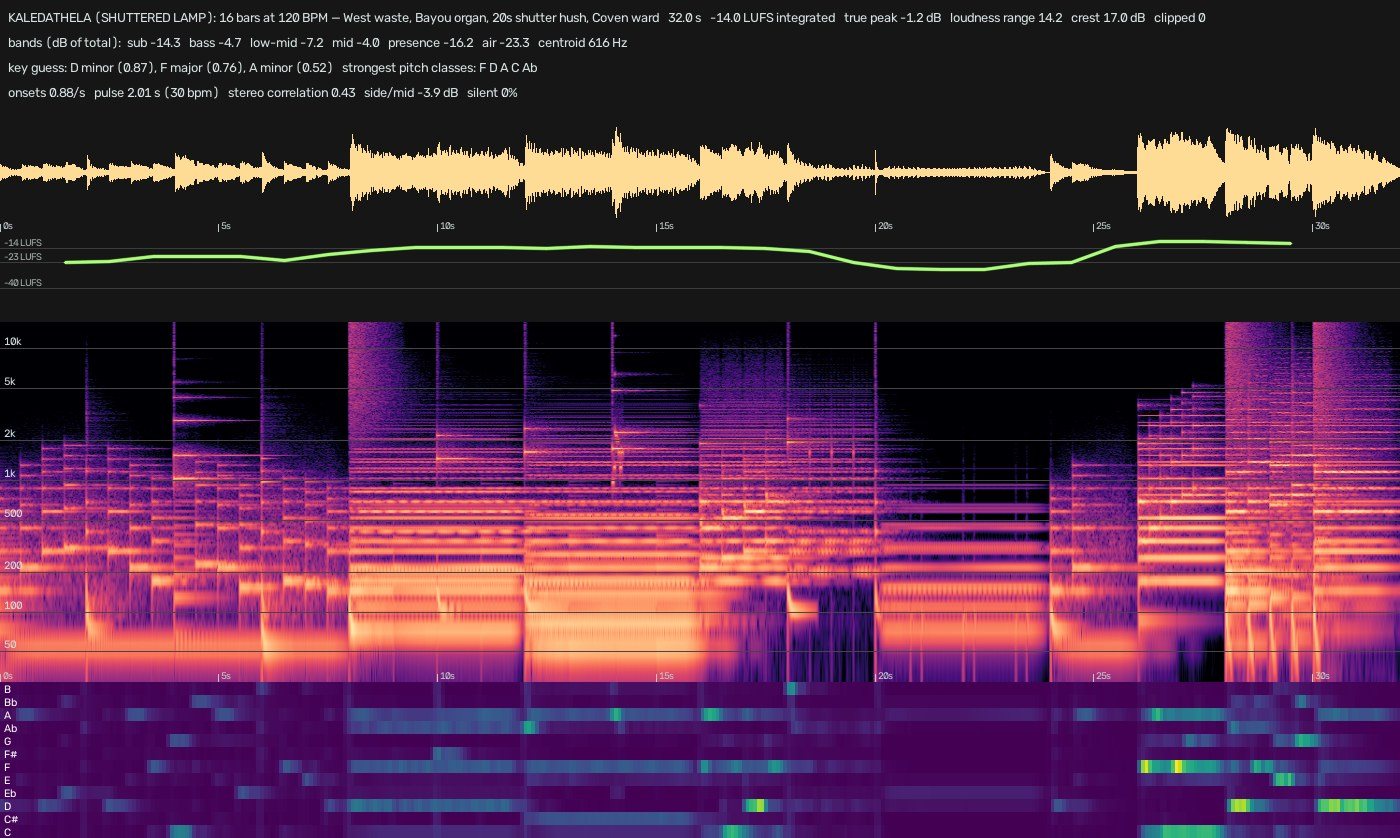 KALEDATHELA (SHUTTERED LAMP): 16 bars at 120 BPM — West waste, Bayou organ, 20s shutter hush, Coven ward   32.0 s   -14.0 LUFS integrated   true peak -1.2 dB   loudness range 14.2   crest 17.0 dB   clipped 0
bands (dB of total):  sub -14.3   bass -4.7   low-mid -7.2   mid -4.0   presence -16.2   air -23.3   centroid 616 Hz
key guess: D minor (0.87), F major (0.76), A minor (0.52)   strongest pitch classes: F D A C Ab
onsets 0.88/s   pulse 2.01 s (30 bpm)   stereo correlation 0.43   side/mid -3.9 dB   silent 0%
0s 5s 10s 15s 20s 25s 30s
-14 LUFS
-23 LUFS
-40 LUFS
10k
5k
2k
1k
500
200
100
50
0s 5s 10s 15s 20s 25s 30s
B
Bb
A
Ab
G
F#
F
E
Eb
D
C#
C